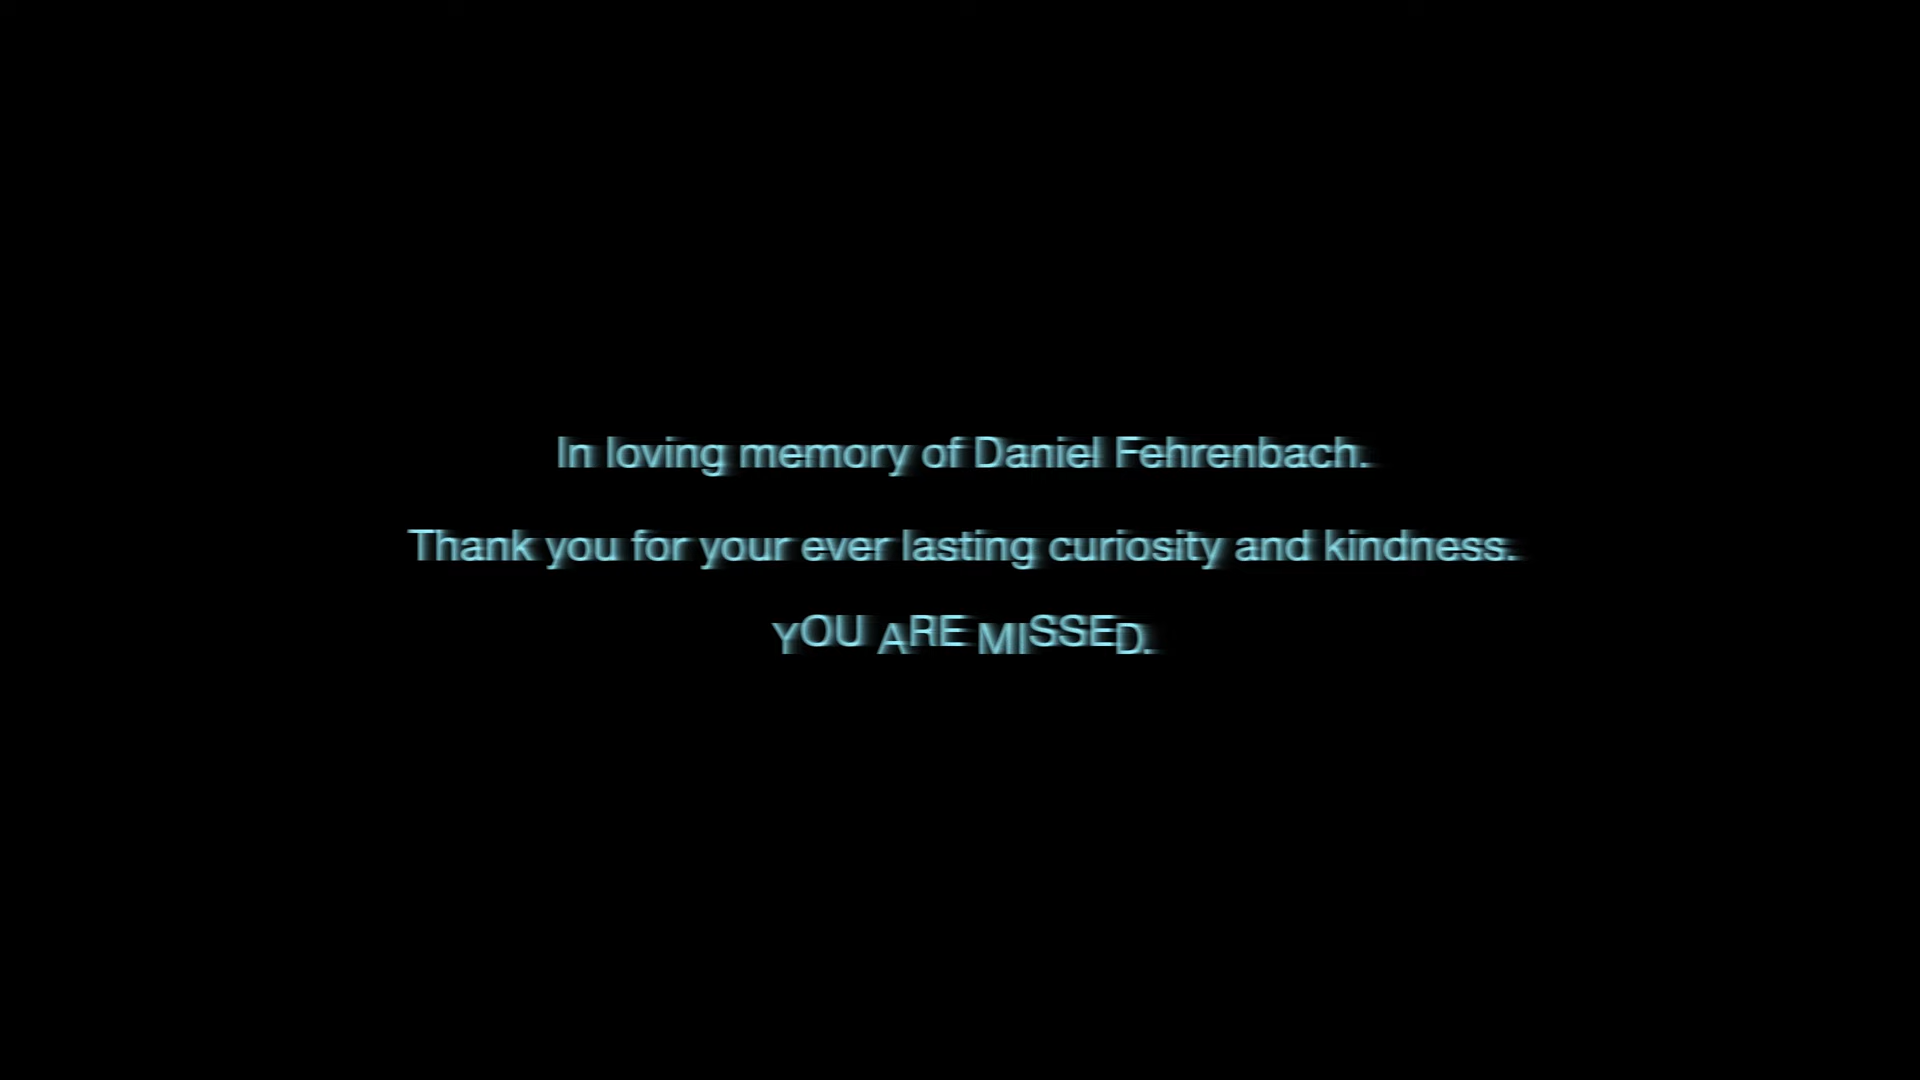 In loving memory of Daniel Fehrenbach.
Thank you for your ever lasting curiosity and kindness.
YOU ARE MISSED.